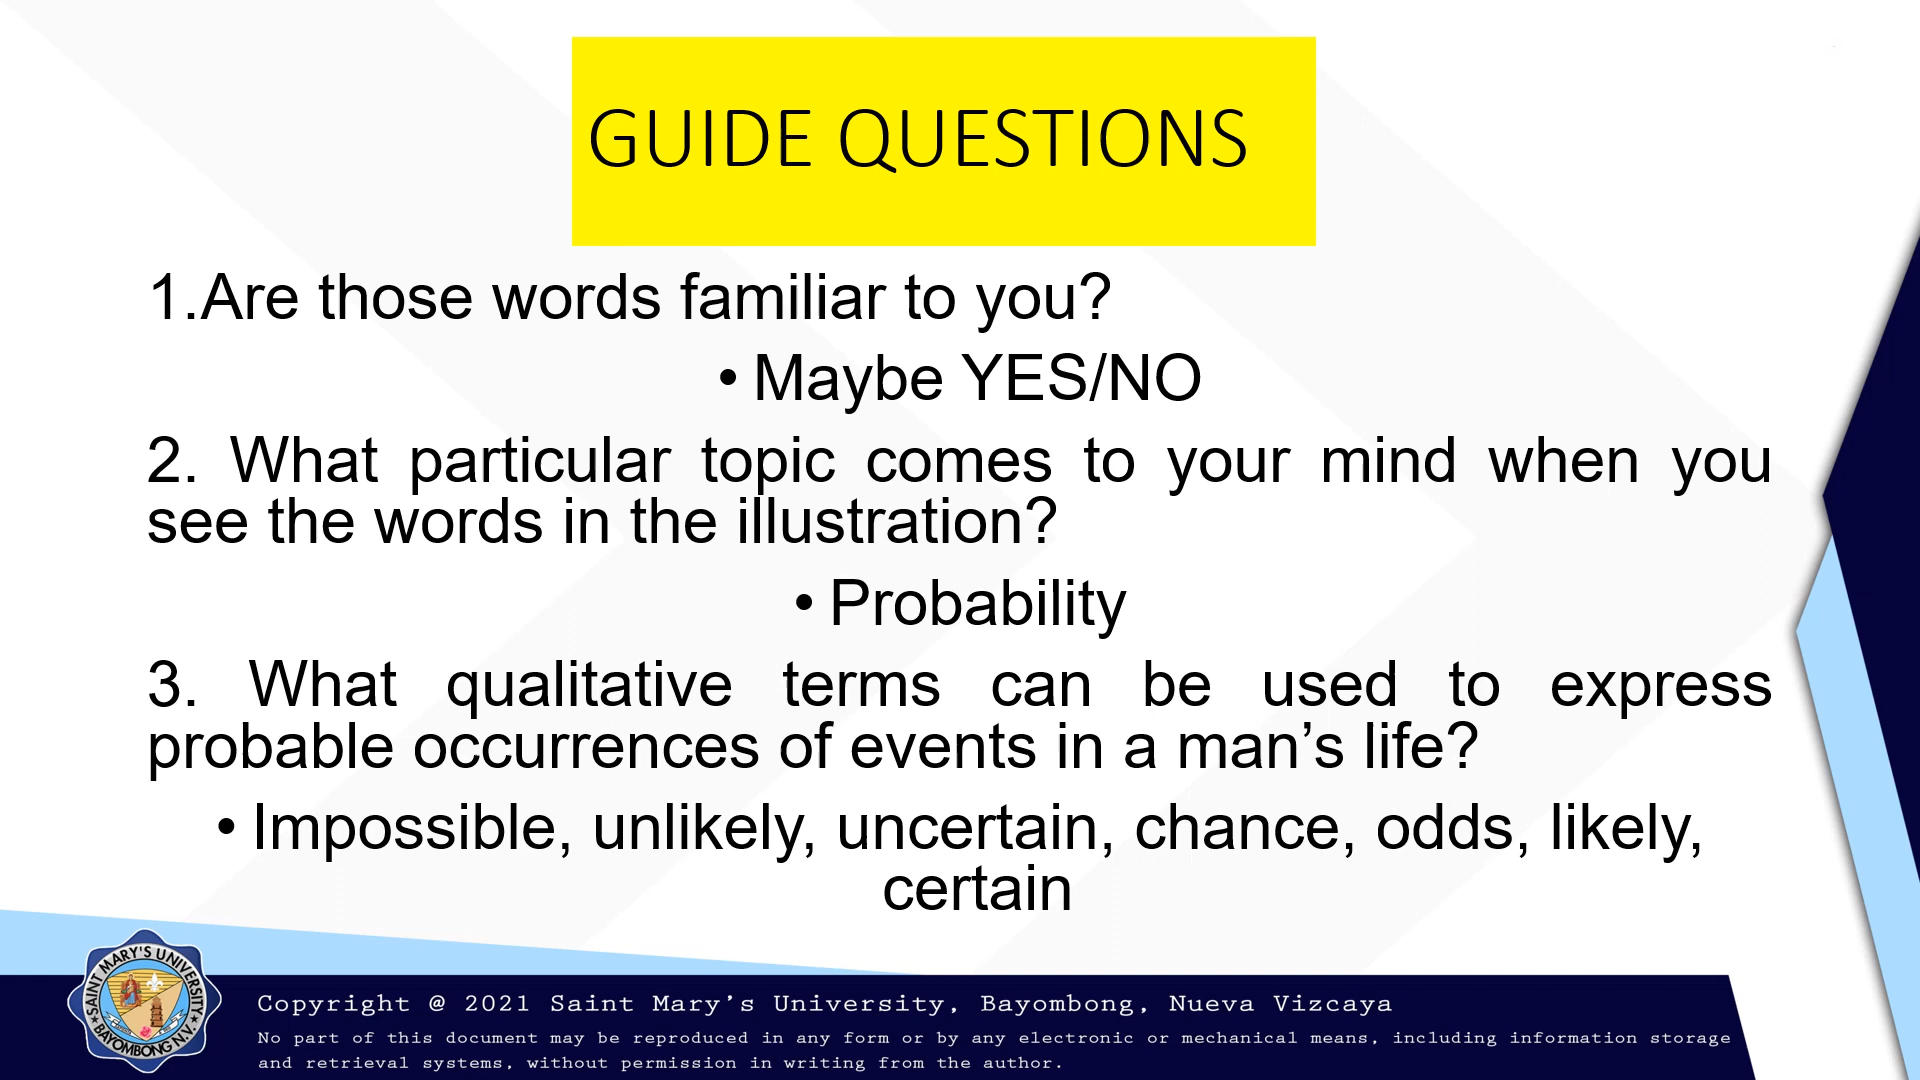 GUIDE QUESTIONS
1.Are those words familiar to you?
• Maybe YES/NO
2. What particular topic comes to your mind when you
see the words in the illustration?
• Probability
3. What qualitative terms can be used to express
probable occurrences of events in a man’s life?
• Impossible, unlikely, uncertain, chance, odds, likely,
certain
SAINT MARY'S UNIVERSITY
BAYOMBONG N.V.
Copyright @ 2021 Saint Mary’s University, Bayombong, Nueva Vizcaya
No part of this document may be reproduced in any form or by any electronic or mechanical means, including information storage
and retrieval systems, without permission in writing from the author.